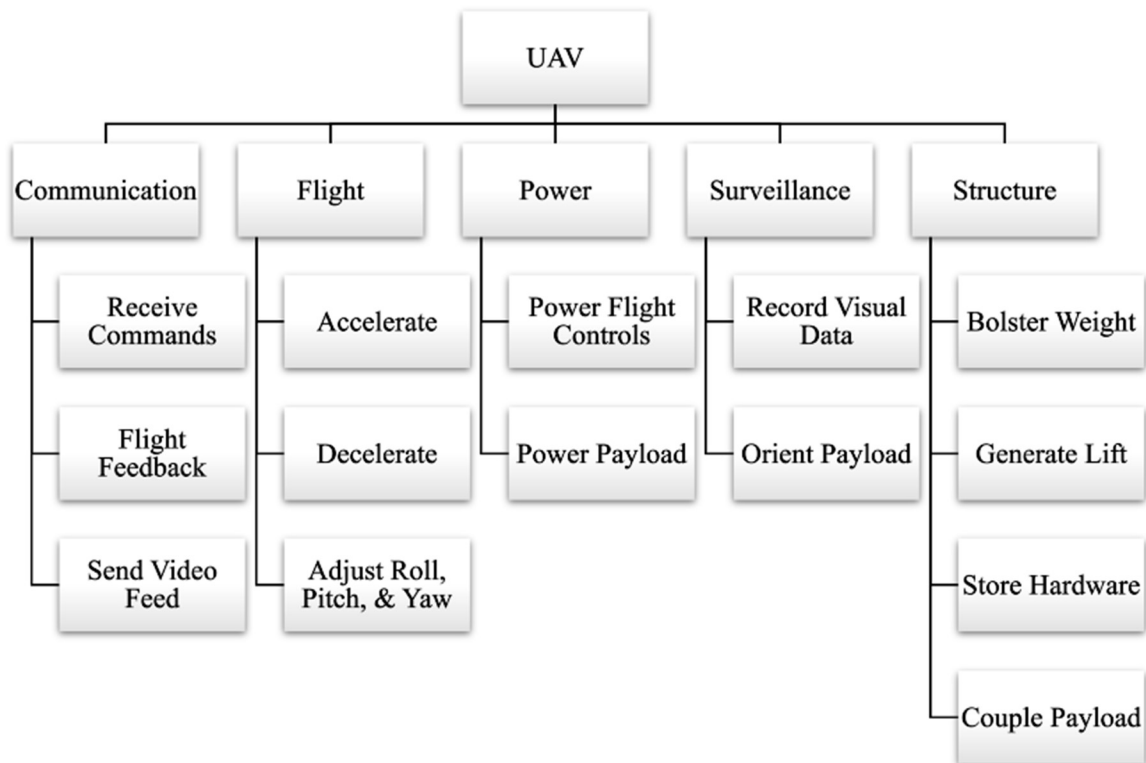 UAV
Communication
Flight
Power
Surveillance
Structure
Receive
Commands
Accelerate
Power Flight
Controls
Record Visual
Data
Bolster Weight
Flight
Feedback
Decelerate
Power Payload
Orient Payload
Generate Lift
Send Video
Feed
Adjust Roll,
Pitch, & Yaw
Store Hardware
Couple Payload